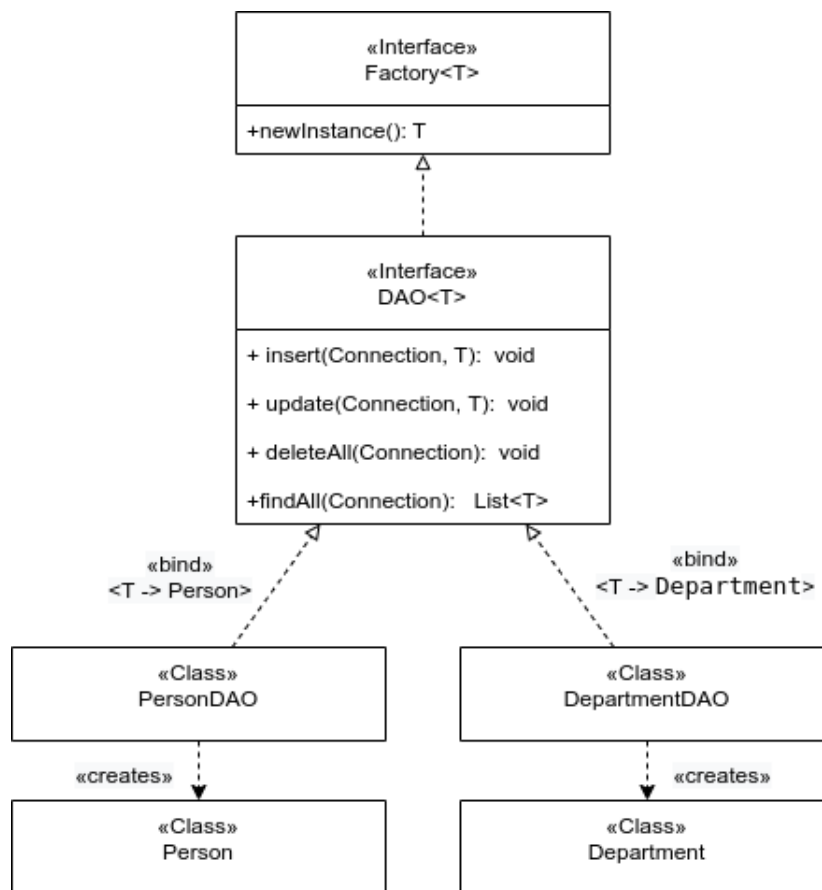 «Interface»
Factory<T>
+newInstance(): T
«Interface»
DAO<T>
+ insert(Connection, T): void
+ update(Connection, T): void
+ deleteAll(Connection): void
+findAll(Connection): List<T>
«bind»
<T -> Person>
«bind»
<T -> Department>
«Class»
PersonDAO
«Class»
DepartmentDAO
«creates»
«creates»
«Class»
Person
«Class»
Department